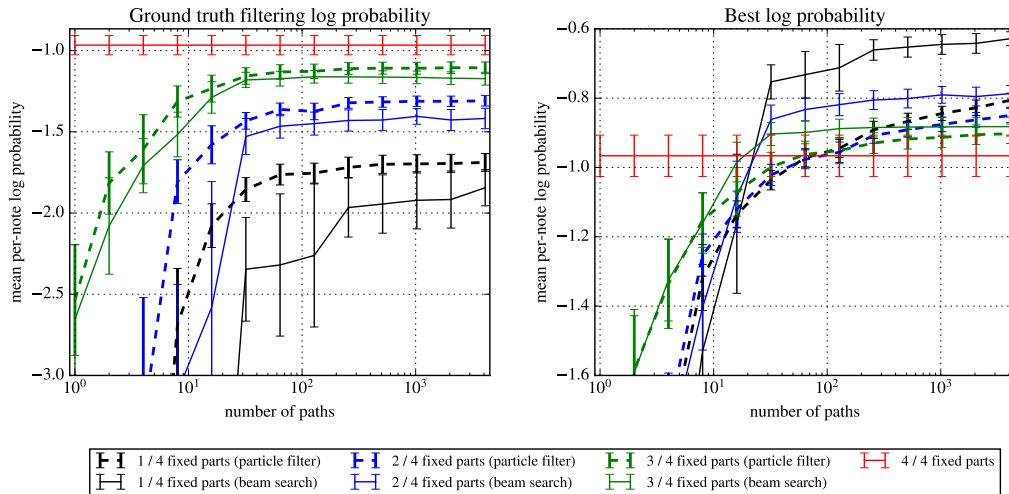 Ground truth filtering log probability
mean per-note log probability
−1.0
−1.5
−2.0
−2.5
−3.0
10^0
10^1
10^2
10^3
number of paths
Best log probability
mean per-note log probability
−0.6
−0.8
−1.0
−1.2
−1.4
−1.6
10^0
10^1
10^2
10^3
number of paths
1 / 4 fixed parts (particle filter)
1 / 4 fixed parts (beam search)
2 / 4 fixed parts (particle filter)
2 / 4 fixed parts (beam search)
3 / 4 fixed parts (particle filter)
3 / 4 fixed parts (beam search)
4 / 4 fixed parts